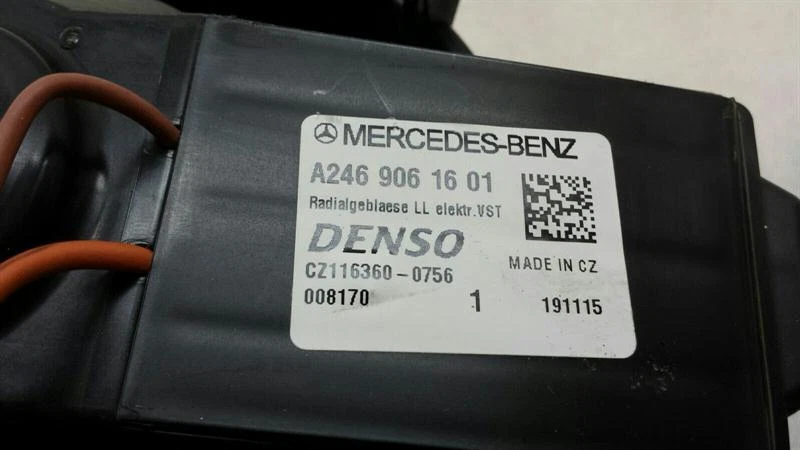 MERCEDES-BENZ
A246 906 16 01
Radialgeblaese LL elektr.VST
DENSO
CZ116360-0756
MADE IN CZ
008170 1 191115